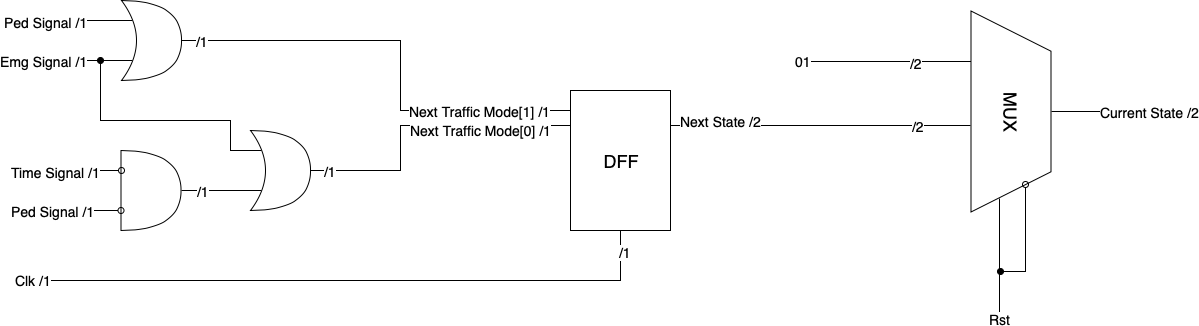 Ped Signal /1
/1
Emg Signal /1
01
/2
MUX
Next Traffic Mode[1] /1
Next State /2
Current State /2
Next Traffic Mode[0] /1
/2
DFF
Time Signal /1
/1
/1
Ped Signal /1
/1
Clk /1
Rst